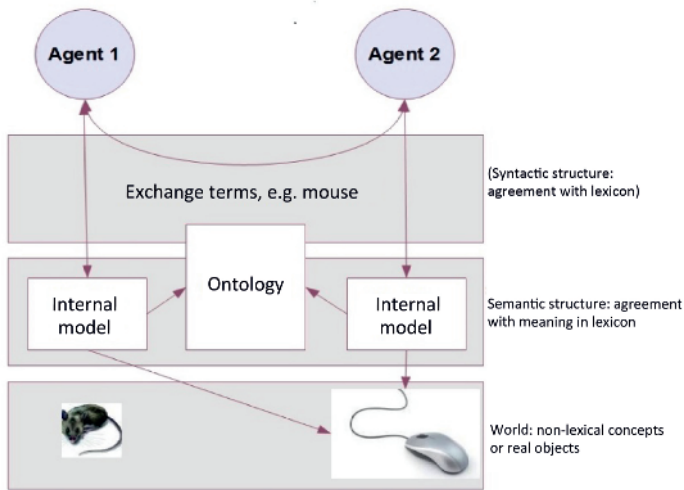 Agent 1
Agent 2
Exchange terms, e.g. mouse
(Syntactic structure:
agreement with lexicon)
Ontology
Internal
model
Internal
model
Semantic structure: agreement
with meaning in lexicon
World: non-lexical concepts
or real objects